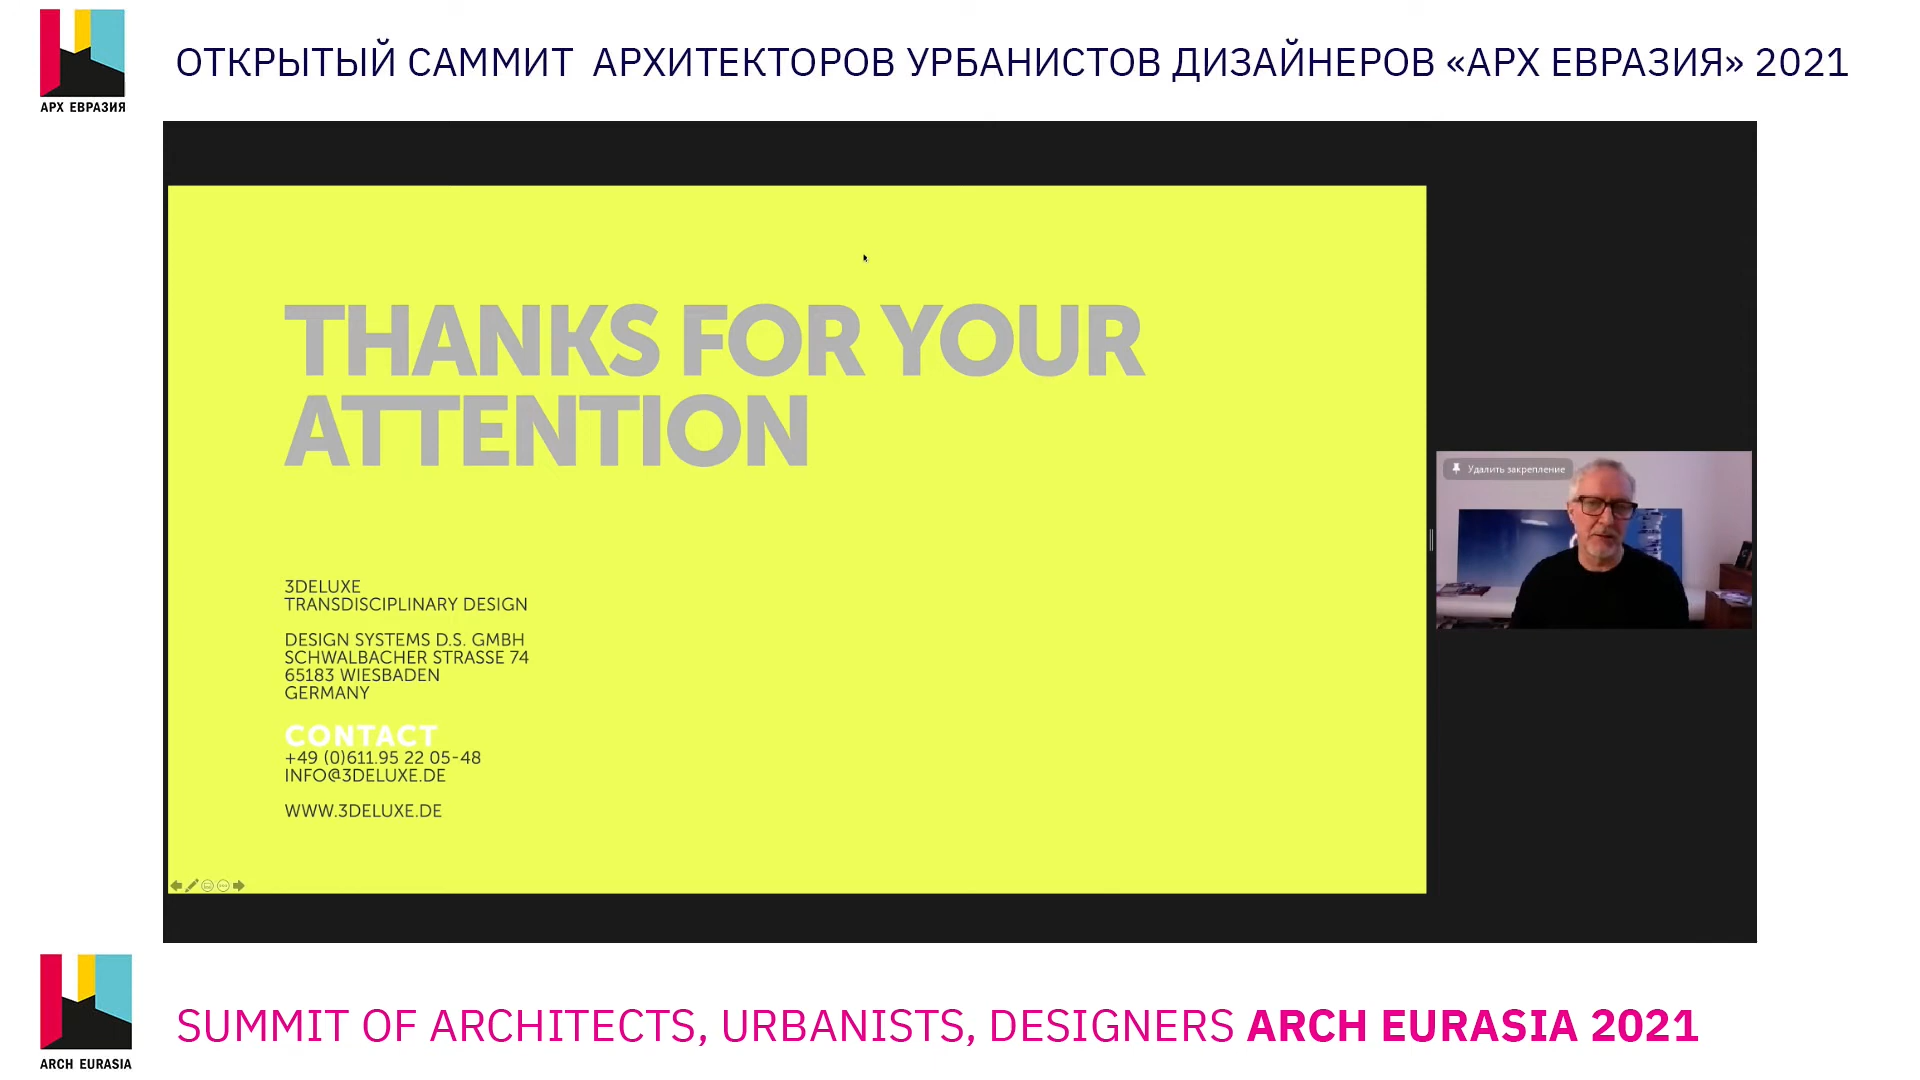 АРХ ЕВРАЗИЯ
ОТКРЫТЫЙ САММИТ АРХИТЕКТОРОВ УРБАНИСТОВ ДИЗАЙНЕРОВ «АРХ ЕВРАЗИЯ» 2021
THANKS FOR YOUR
ATTENTION
Удалить закрепление
3DELUXE
TRANSDISCIPLINARY DESIGN
DESIGN SYSTEMS D.S. GMBH
SCHWALBACHER STRASSE 74
65183 WIESBADEN
GERMANY
CONTACT
+49 (0)611.95 22 05-48
INFO@3DELUXE.DE
WWW.3DELUXE.DE
ARCH EURASIA
SUMMIT OF ARCHITECTS, URBANISTS, DESIGNERS ARCH EURASIA 2021